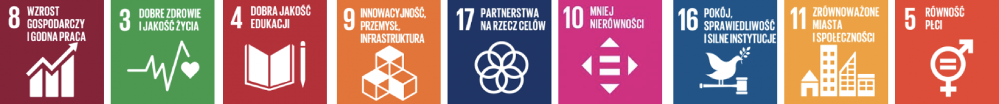 8 WZROST
GOSPODARCZY
I GODNA PRACA
3 DOBRE ZDROWIE
I JAKOŚĆ ŻYCIA
4 DOBRA JAKOŚĆ
EDUKACJI
9 INNOWACYJNOŚĆ,
PRZEMYSŁ,
INFRASTRUKTURA
17 PARTNERSTWA
NA RZECZ CELÓW
10 MNIEJ
NIERÓWNOŚCI
16 POKÓJ,
SPRAWIEDLIWOŚĆ
I SILNE INSTYTUCJE
11 ZRÓWNOWAŻONE
MIASTA
I SPOŁECZNOŚCI
5 RÓWNOŚĆ
PŁCI